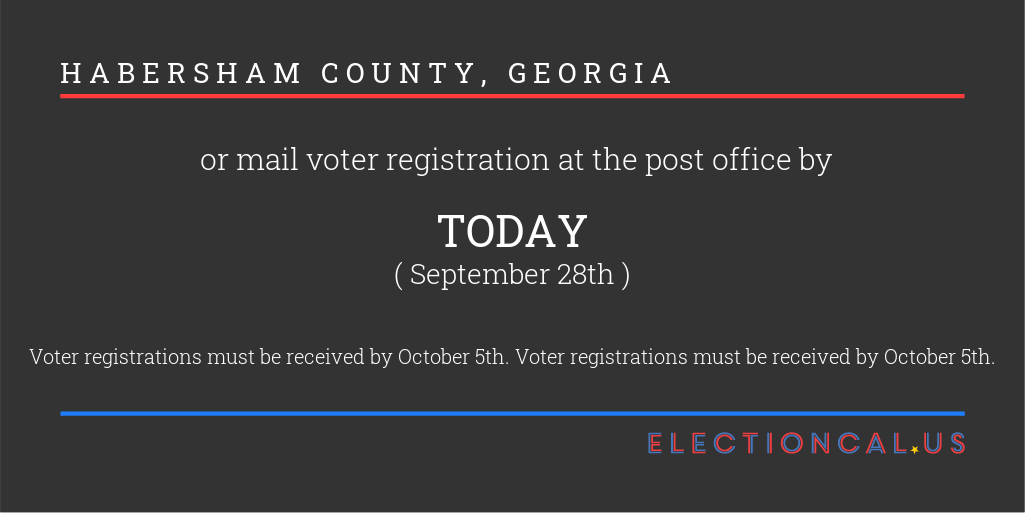 HABERSHAM COUNTY, GEORGIA
or mail voter registration at the post office by
TODAY
( September 28th )
Voter registrations must be received by October 5th. Voter registrations must be received by October 5th.
ELECTIONCAL.US